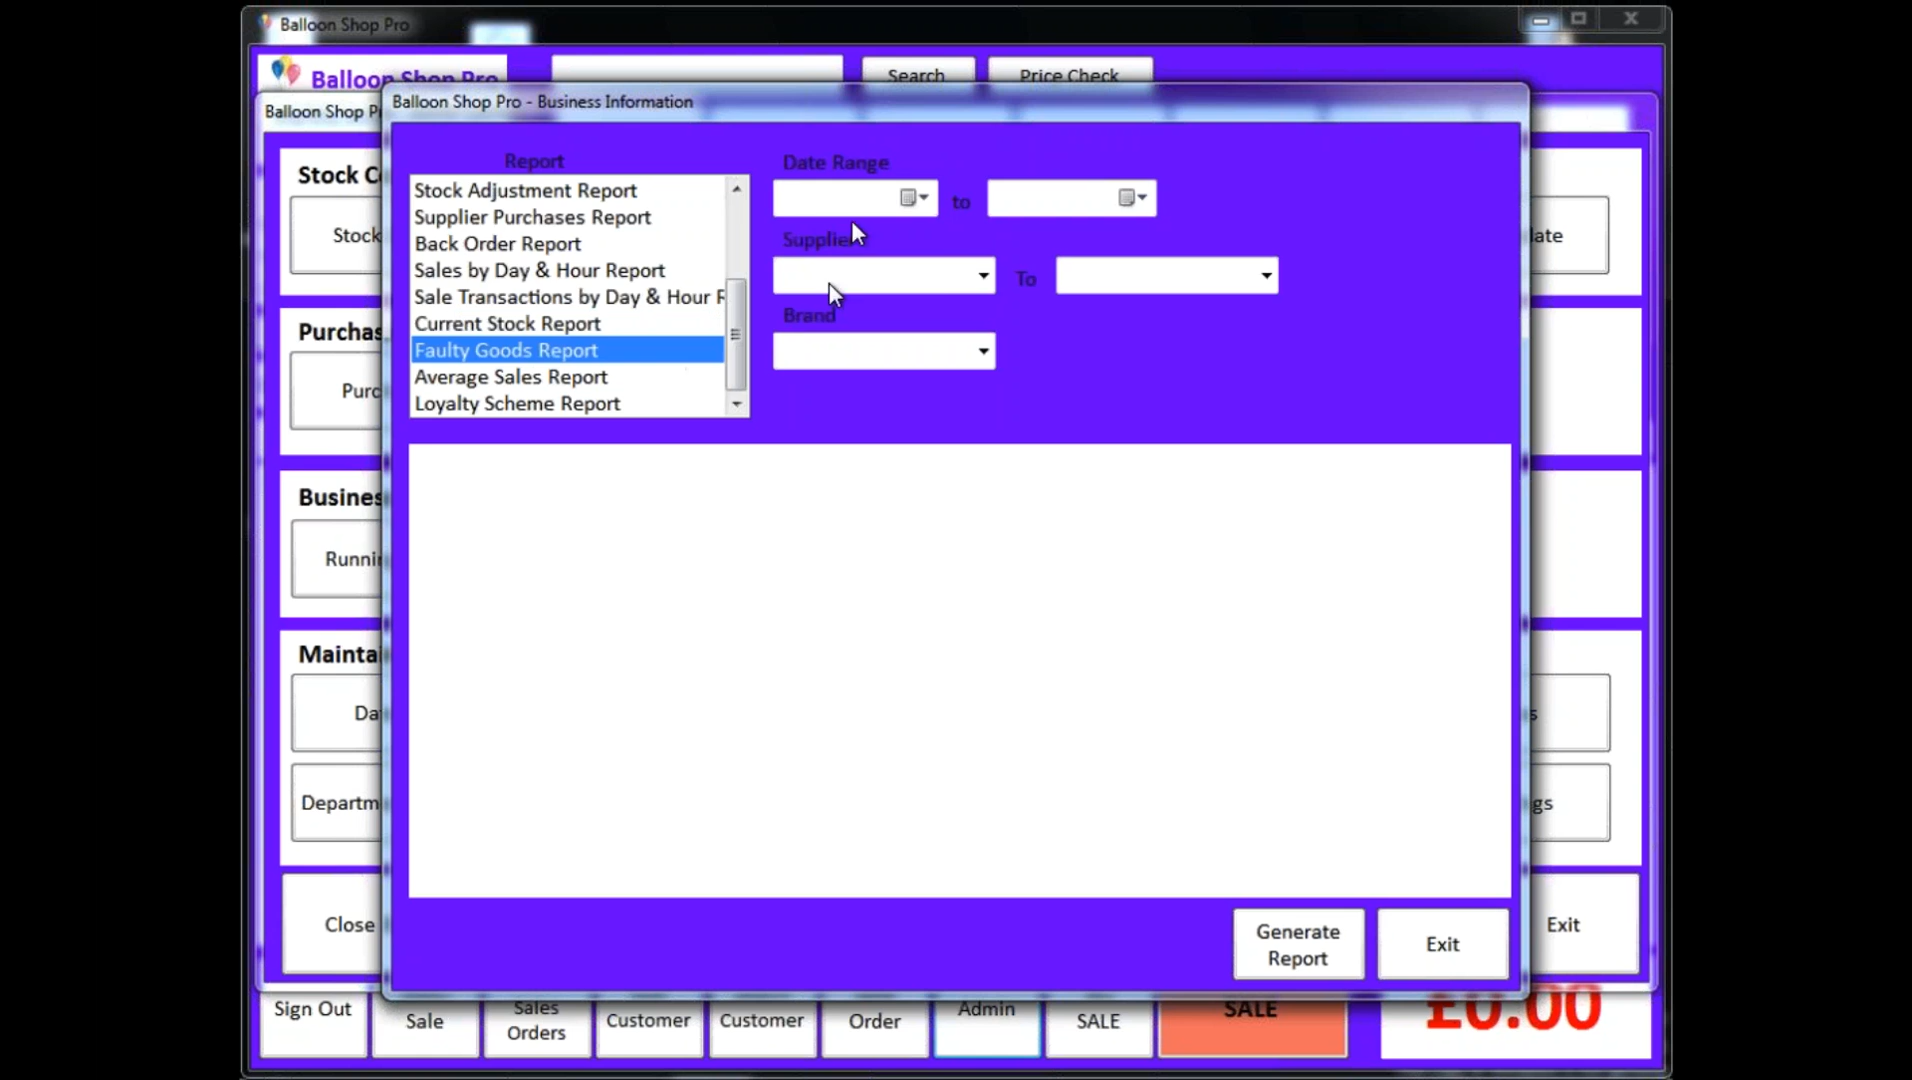 Balloon Shop Pro
Balloon Shop Pro
Search
Price Check
Balloon Shop P
Balloon Shop Pro - Business Information
Report
Stock Adjustment Report
Supplier Purchases Report
Back Order Report
Sales by Day & Hour Report
Sale Transactions by Day & Hour R
Current Stock Report
Faulty Goods Report
Average Sales Report
Loyalty Scheme Report
Date Range
to
Supplier
To
Brand
Stock C
Stock
Purchas
Purc
Busines
Runni
Maintai
Da
Departm
Close
late
s
gs
Exit
Generate
Report
Exit
Sign Out
Sale
Sales
Orders
Customer
Customer
Order
Admin
SALE
SALE
£0.00